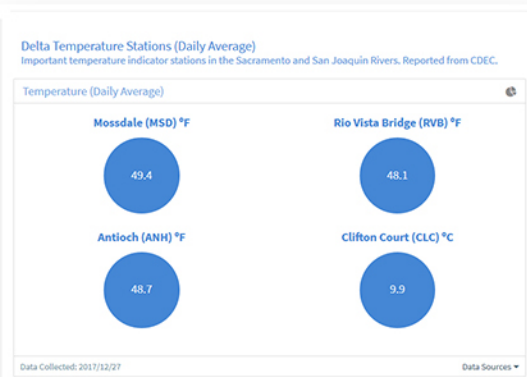 Delta Temperature Stations (Daily Average)
Important temperature indicator stations in the Sacramento and San Joaquin Rivers. Reported from CDEC.
Temperature (Daily Average)
Mossdale (MSD) °F
Rio Vista Bridge (RVB) °F
49.4
48.1
Antioch (ANH) °F
Clifton Court (CLC) °C
48.7
9.9
Data Collected: 2017/12/27
Data Sources